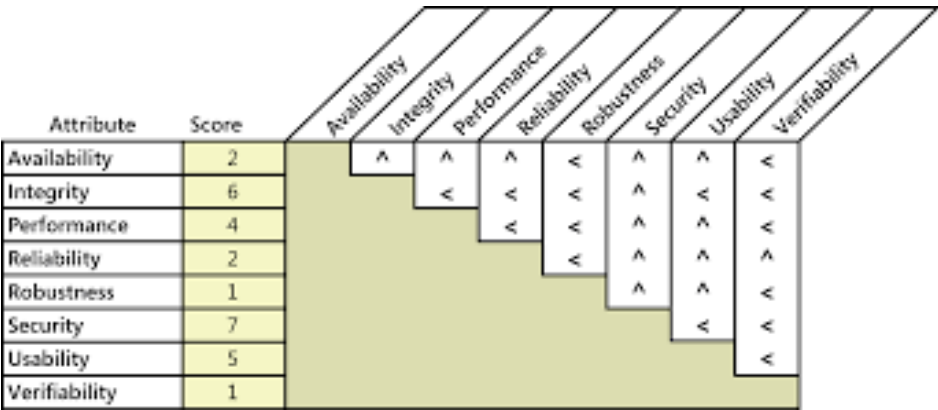 Availability Integrity Performance Reliability Robustness Security Usability Verifiability
Attribute Score
Availability 2 ^ ^ ^ < ^ ^ <
Integrity 6 < < < ^ < <
Performance 4 < < ^ ^ <
Reliability 2 < ^ ^ ^
Robustness 1 ^ ^ <
Security 7 < <
Usability 5 <
Verifiability 1